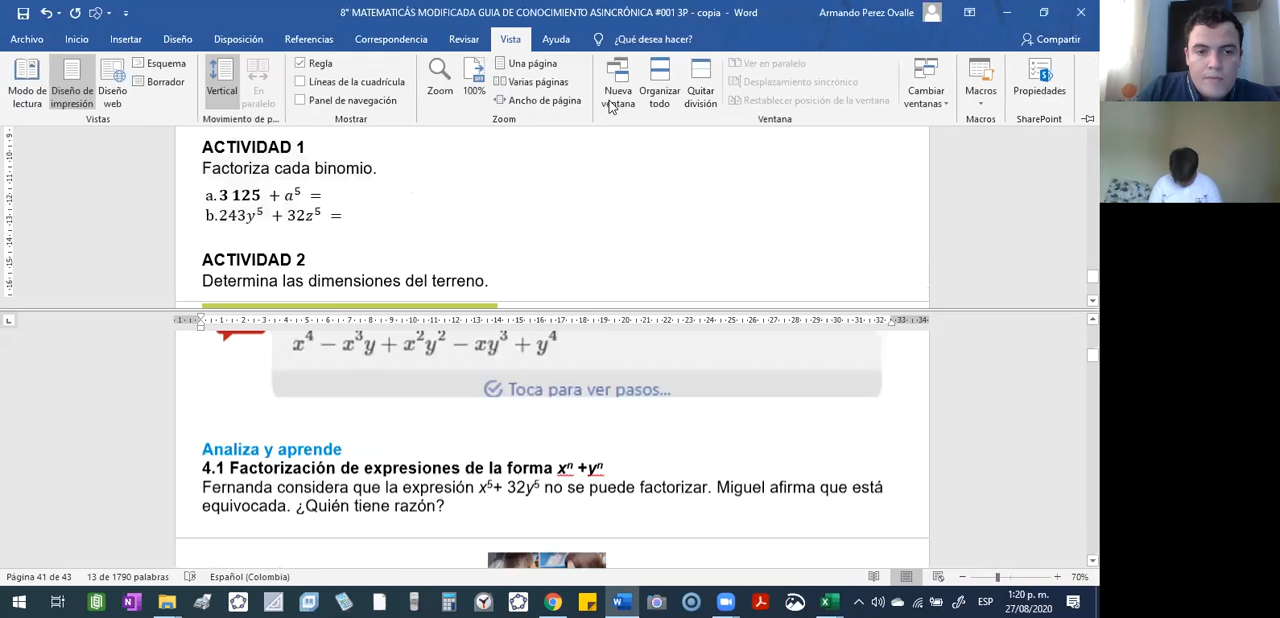 8° MATEMATICÁS MODIFICADA GUIA DE CONOCIMIENTO ASINCRÓNICA #001 3P - copia - Word
Armando Perez Ovalle
Archivo Inicio Insertar Diseño Disposición Referencias Correspondencia Revisar Vista Ayuda ¿Qué desea hacer? Compartir
Modo de lectura
Diseño de impresión
Diseño web
Esquema
Borrador
Vistas
Vertical
En paralelo
Movimiento de p...
Regla
Líneas de la cuadrícula
Panel de navegación
Mostrar
Zoom
100%
Una página
Varias páginas
Ancho de página
Zoom
Nueva ventana
Organizar todo
Quitar división
Ver en paralelo
Desplazamiento sincrónico
Restablecer posición de la ventana
Cambiar ventanas
Ventana
Macros
Macros
Propiedades
SharePoint
ACTIVIDAD 1
Factoriza cada binomio.
a. 3 125 + a⁵ =
b. 243y⁵ + 32z⁵ =
ACTIVIDAD 2
Determina las dimensiones del terreno.
x⁴ − x³y + x²y² − xy³ + y⁴
Toca para ver pasos...
Analiza y aprende
4.1 Factorización de expresiones de la forma xⁿ +yⁿ
Fernanda considera que la expresión x⁵+ 32y⁵ no se puede factorizar. Miguel afirma que está
equivocada. ¿Quién tiene razón?
Página 41 de 43 13 de 1790 palabras Español (Colombia) 70%
ESP
1:20 p. m.
27/08/2020